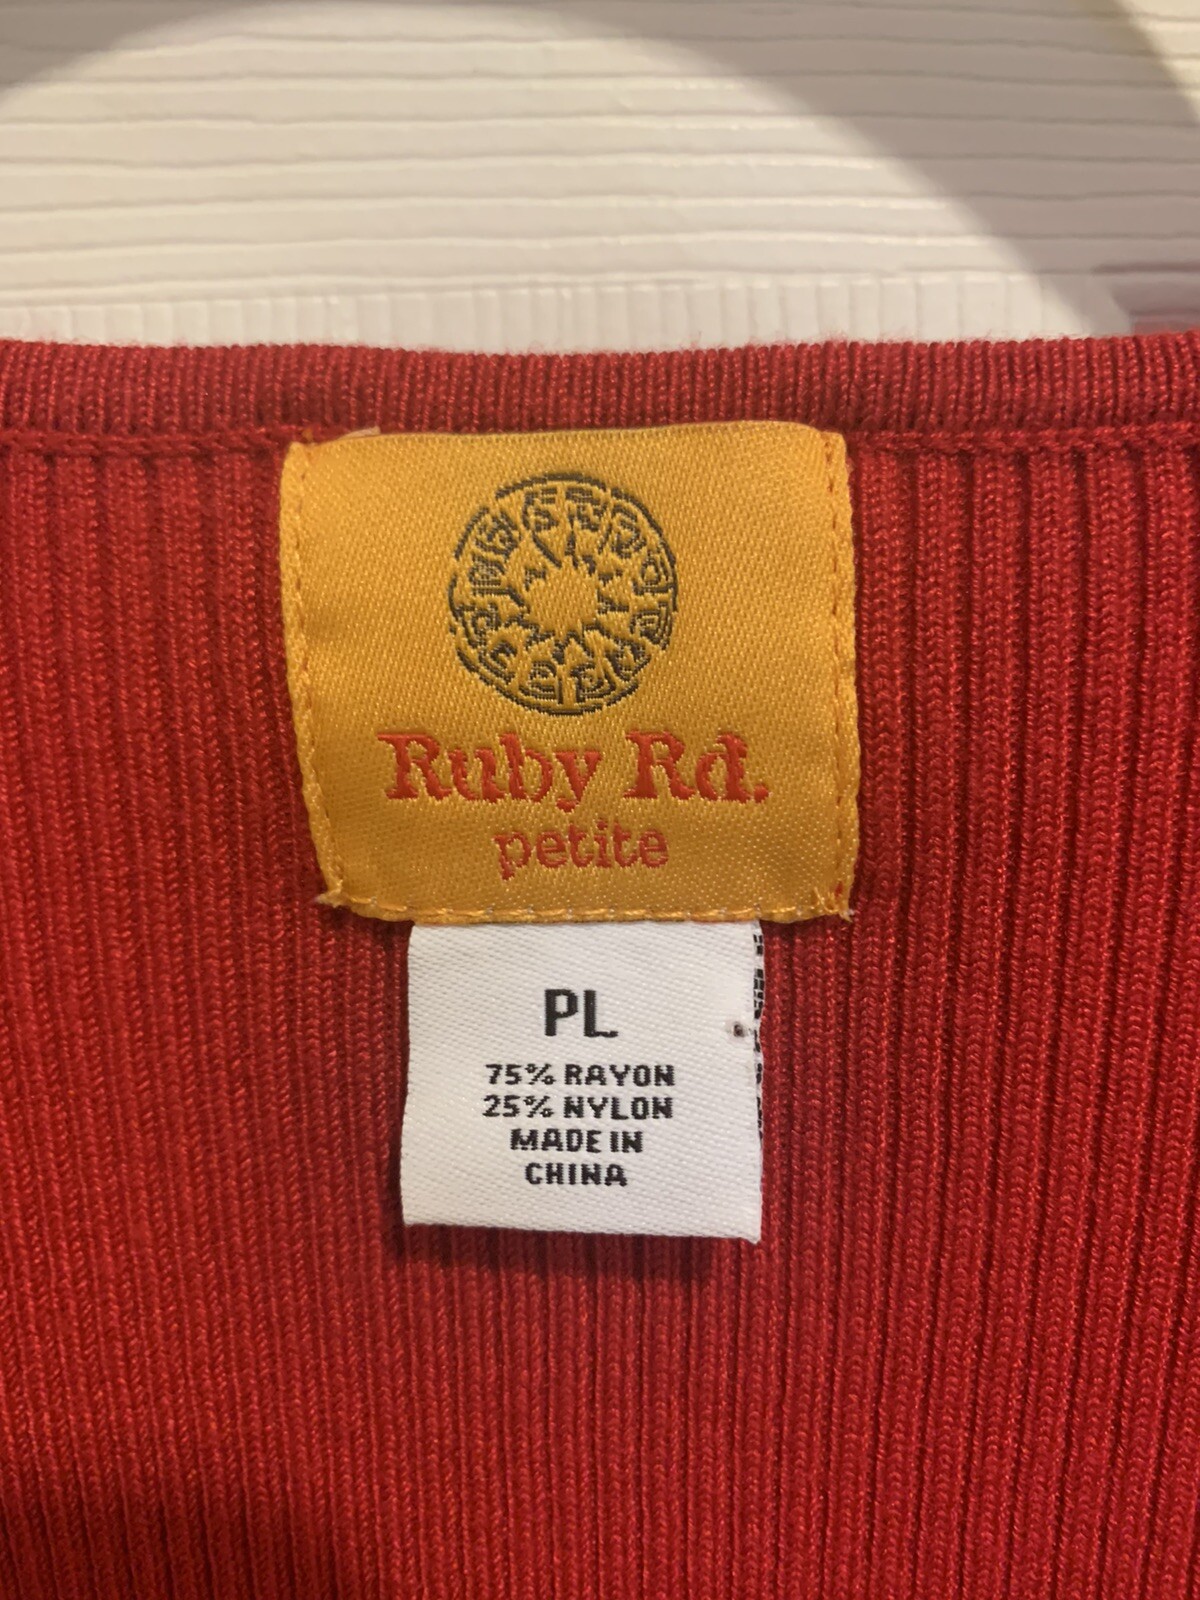 Ruby Rd.
petite
PL
75% RAYON
25% NYLON
MADE IN
CHINA